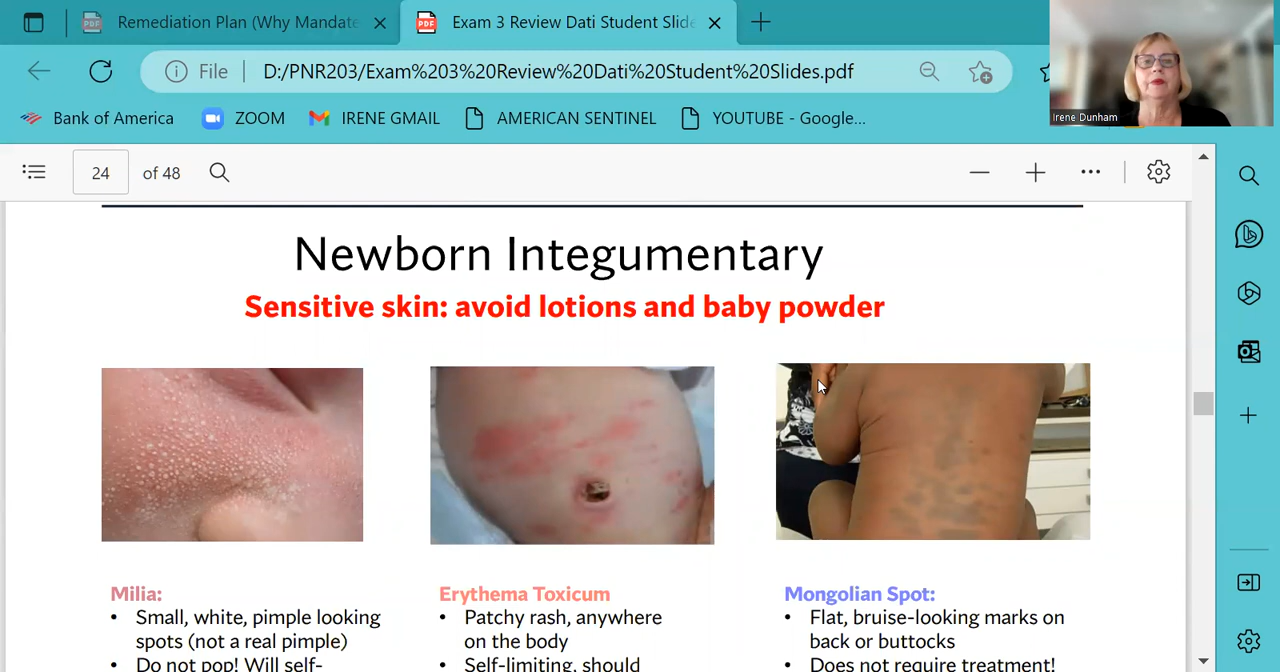 Remediation Plan (Why Mandate
Exam 3 Review Dati Student Slide
File
D:/PNR203/Exam%203%20Review%20Dati%20Student%20Slides.pdf
Irene Dunham
Bank of America
ZOOM
IRENE GMAIL
AMERICAN SENTINEL
YOUTUBE - Google...
24 of 48
Newborn Integumentary
Sensitive skin: avoid lotions and baby powder
Milia:
• Small, white, pimple looking
spots (not a real pimple)
• Do not pop! Will self-
Erythema Toxicum
• Patchy rash, anywhere
on the body
• Self-limiting, should
Mongolian Spot:
• Flat, bruise-looking marks on
back or buttocks
• Does not require treatment!